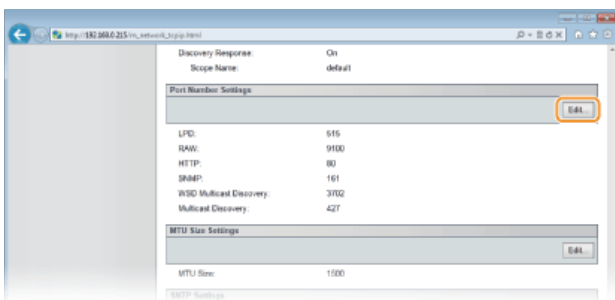 http://192.168.0.215/m_network_tcpip.html
Discovery Response: On
Scope Name: default
Port Number Settings
Edit...
LPD: 515
RAW: 9100
HTTP: 80
SNMP: 161
WSD Multicast Discovery: 3702
Multicast Discovery: 427
MTU Size Settings
Edit...
MTU Size: 1500
SMTP Settings